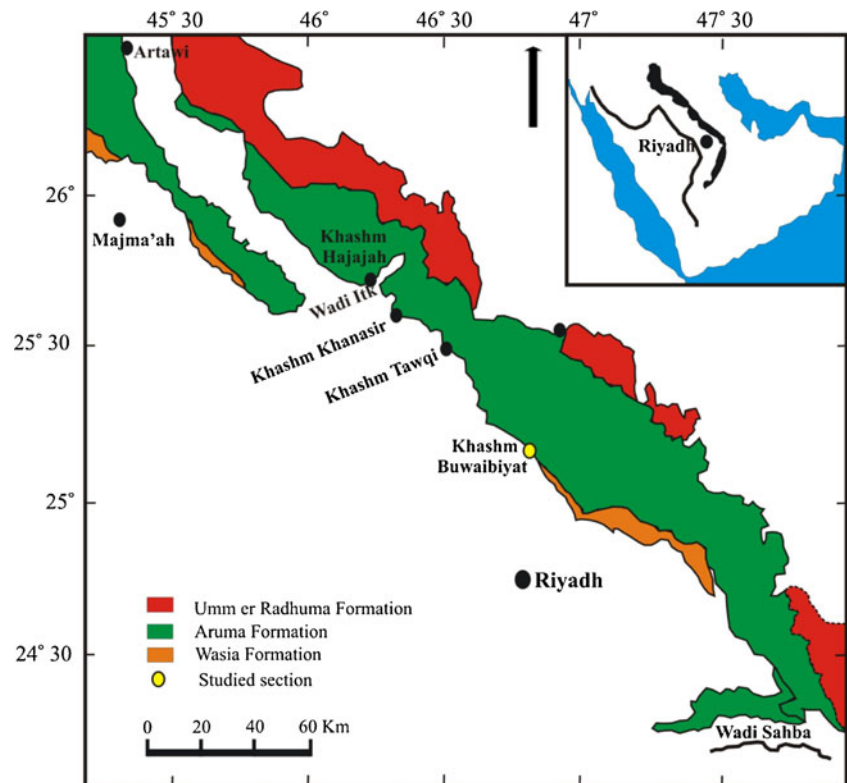 45° 30
46°
46° 30
47°
47° 30
Artawi
Riyadh
26°
Majma'ah
Khashm
Hajajah
Wadi Itk
Khashm Khanasir
25° 30
Khashm Tawqi
Khashm
Buwaibiyat
25°
Riyadh
Umm er Radhuma Formation
Aruma Formation
Wasia Formation
Studied section
24° 30
0 20 40 60 Km
Wadi Sahba